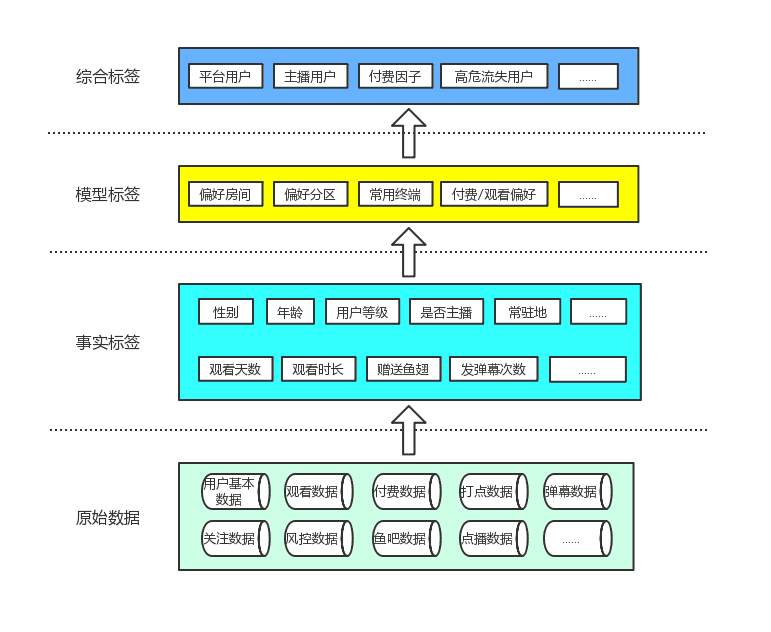 综合标签
平台用户
主播用户
付费因子
高危流失用户
......
模型标签
偏好房间
偏好分区
常用终端
付费/观看偏好
......
事实标签
性别
年龄
用户等级
是否主播
常驻地
......
观看天数
观看时长
赠送鱼翅
发弹幕次数
......
原始数据
用户基本
数据
观看数据
付费数据
打点数据
弹幕数据
关注数据
风控数据
鱼吧数据
点播数据
......